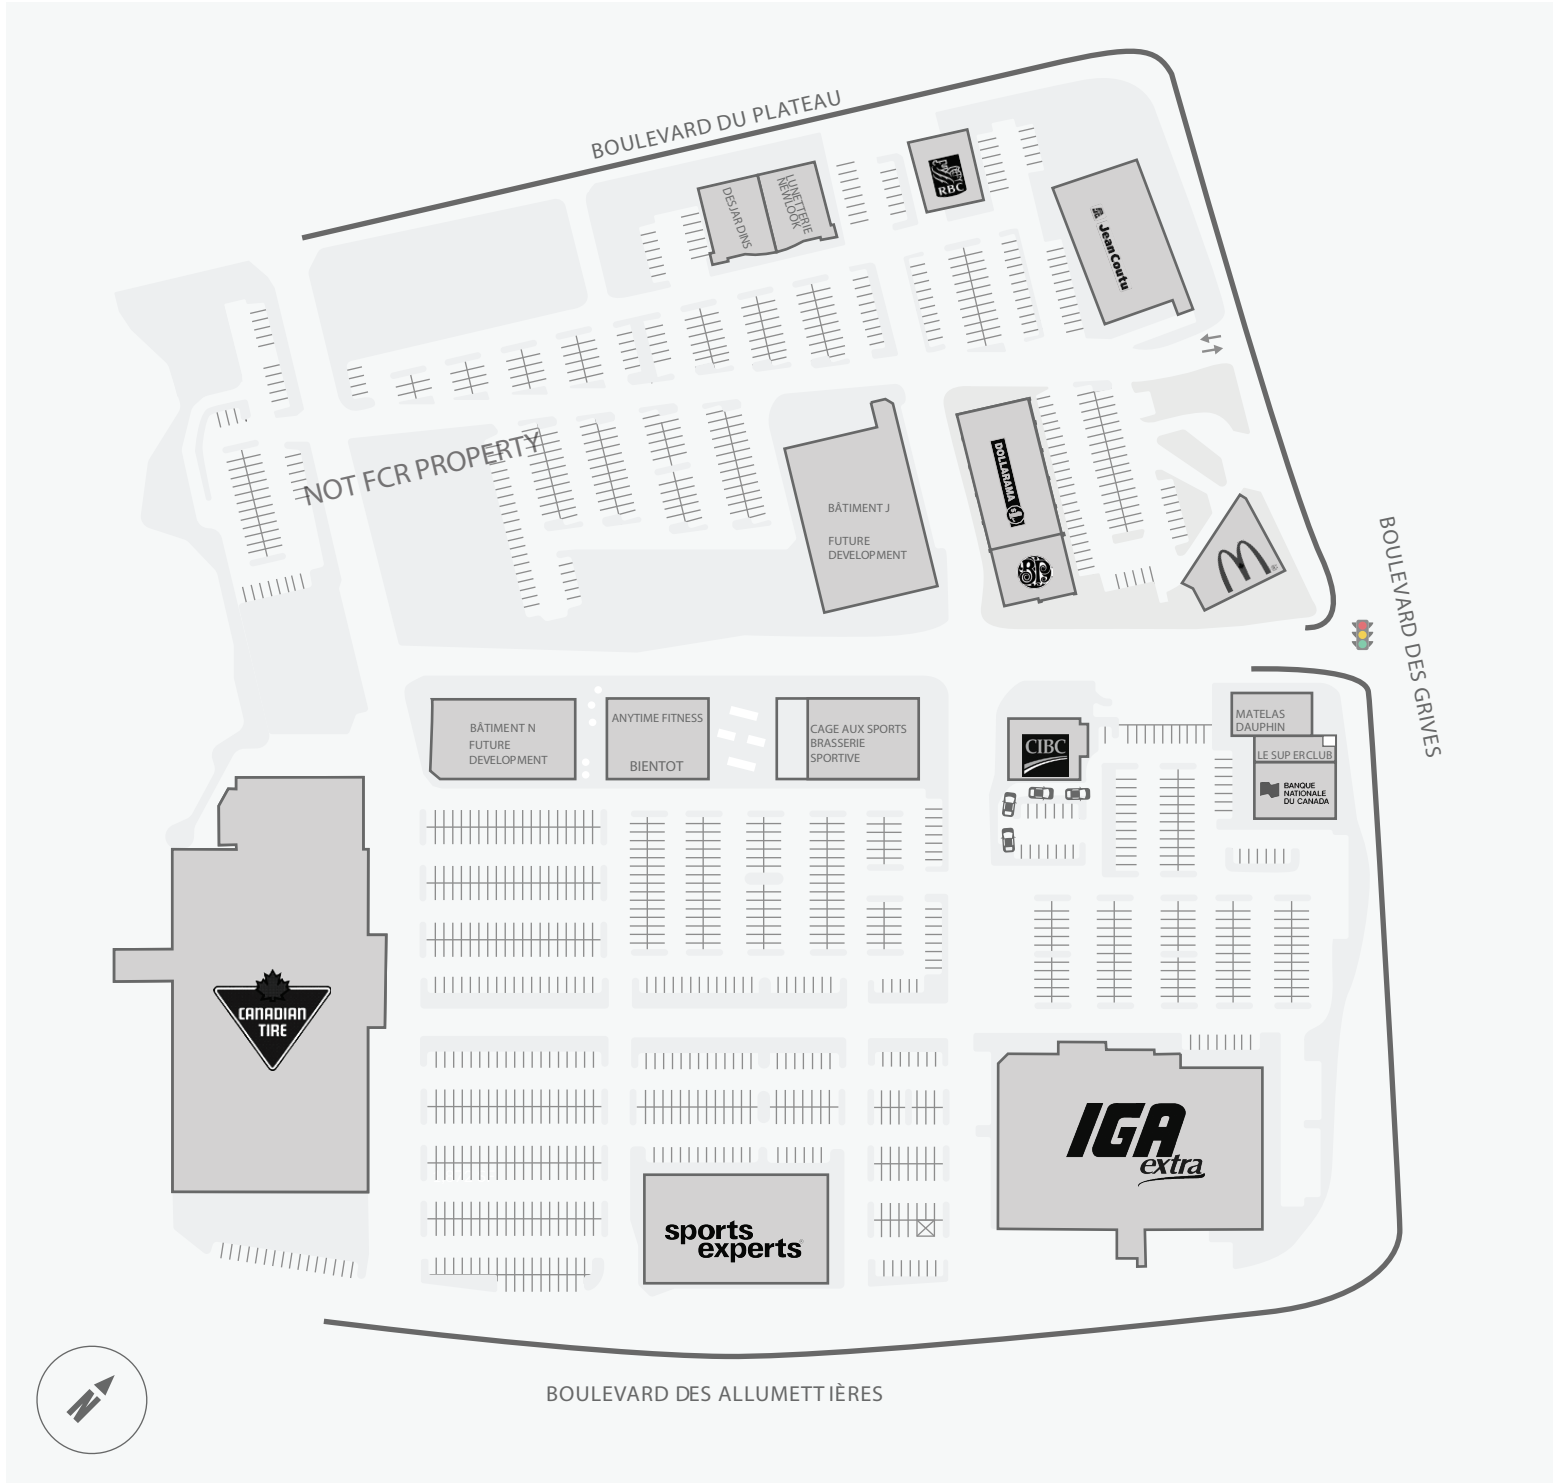 BOULEVARD DU PLATEAU
RBC
DESJARDINS
LUNETTERIE
NEWLOOK
Jean Coutu
NOT FCR PROPERTY
BÂTIMENT J
FUTURE
DEVELOPMENT
DOLLARAMA
BP
BOULEVARD DES GRIVES
BÂTIMENT N
FUTURE
DEVELOPMENT
ANYTIME FITNESS
BIENTOT
CAGE AUX SPORTS
BRASSERIE
SPORTIVE
CIBC
MATELAS
DAUPHIN
LE SUPERCLUB
BANQUE
NATIONALE
DU CANADA
CANADIAN
TIRE
IGA
extra
sports
experts
N
BOULEVARD DES ALLUMETTIÈRES